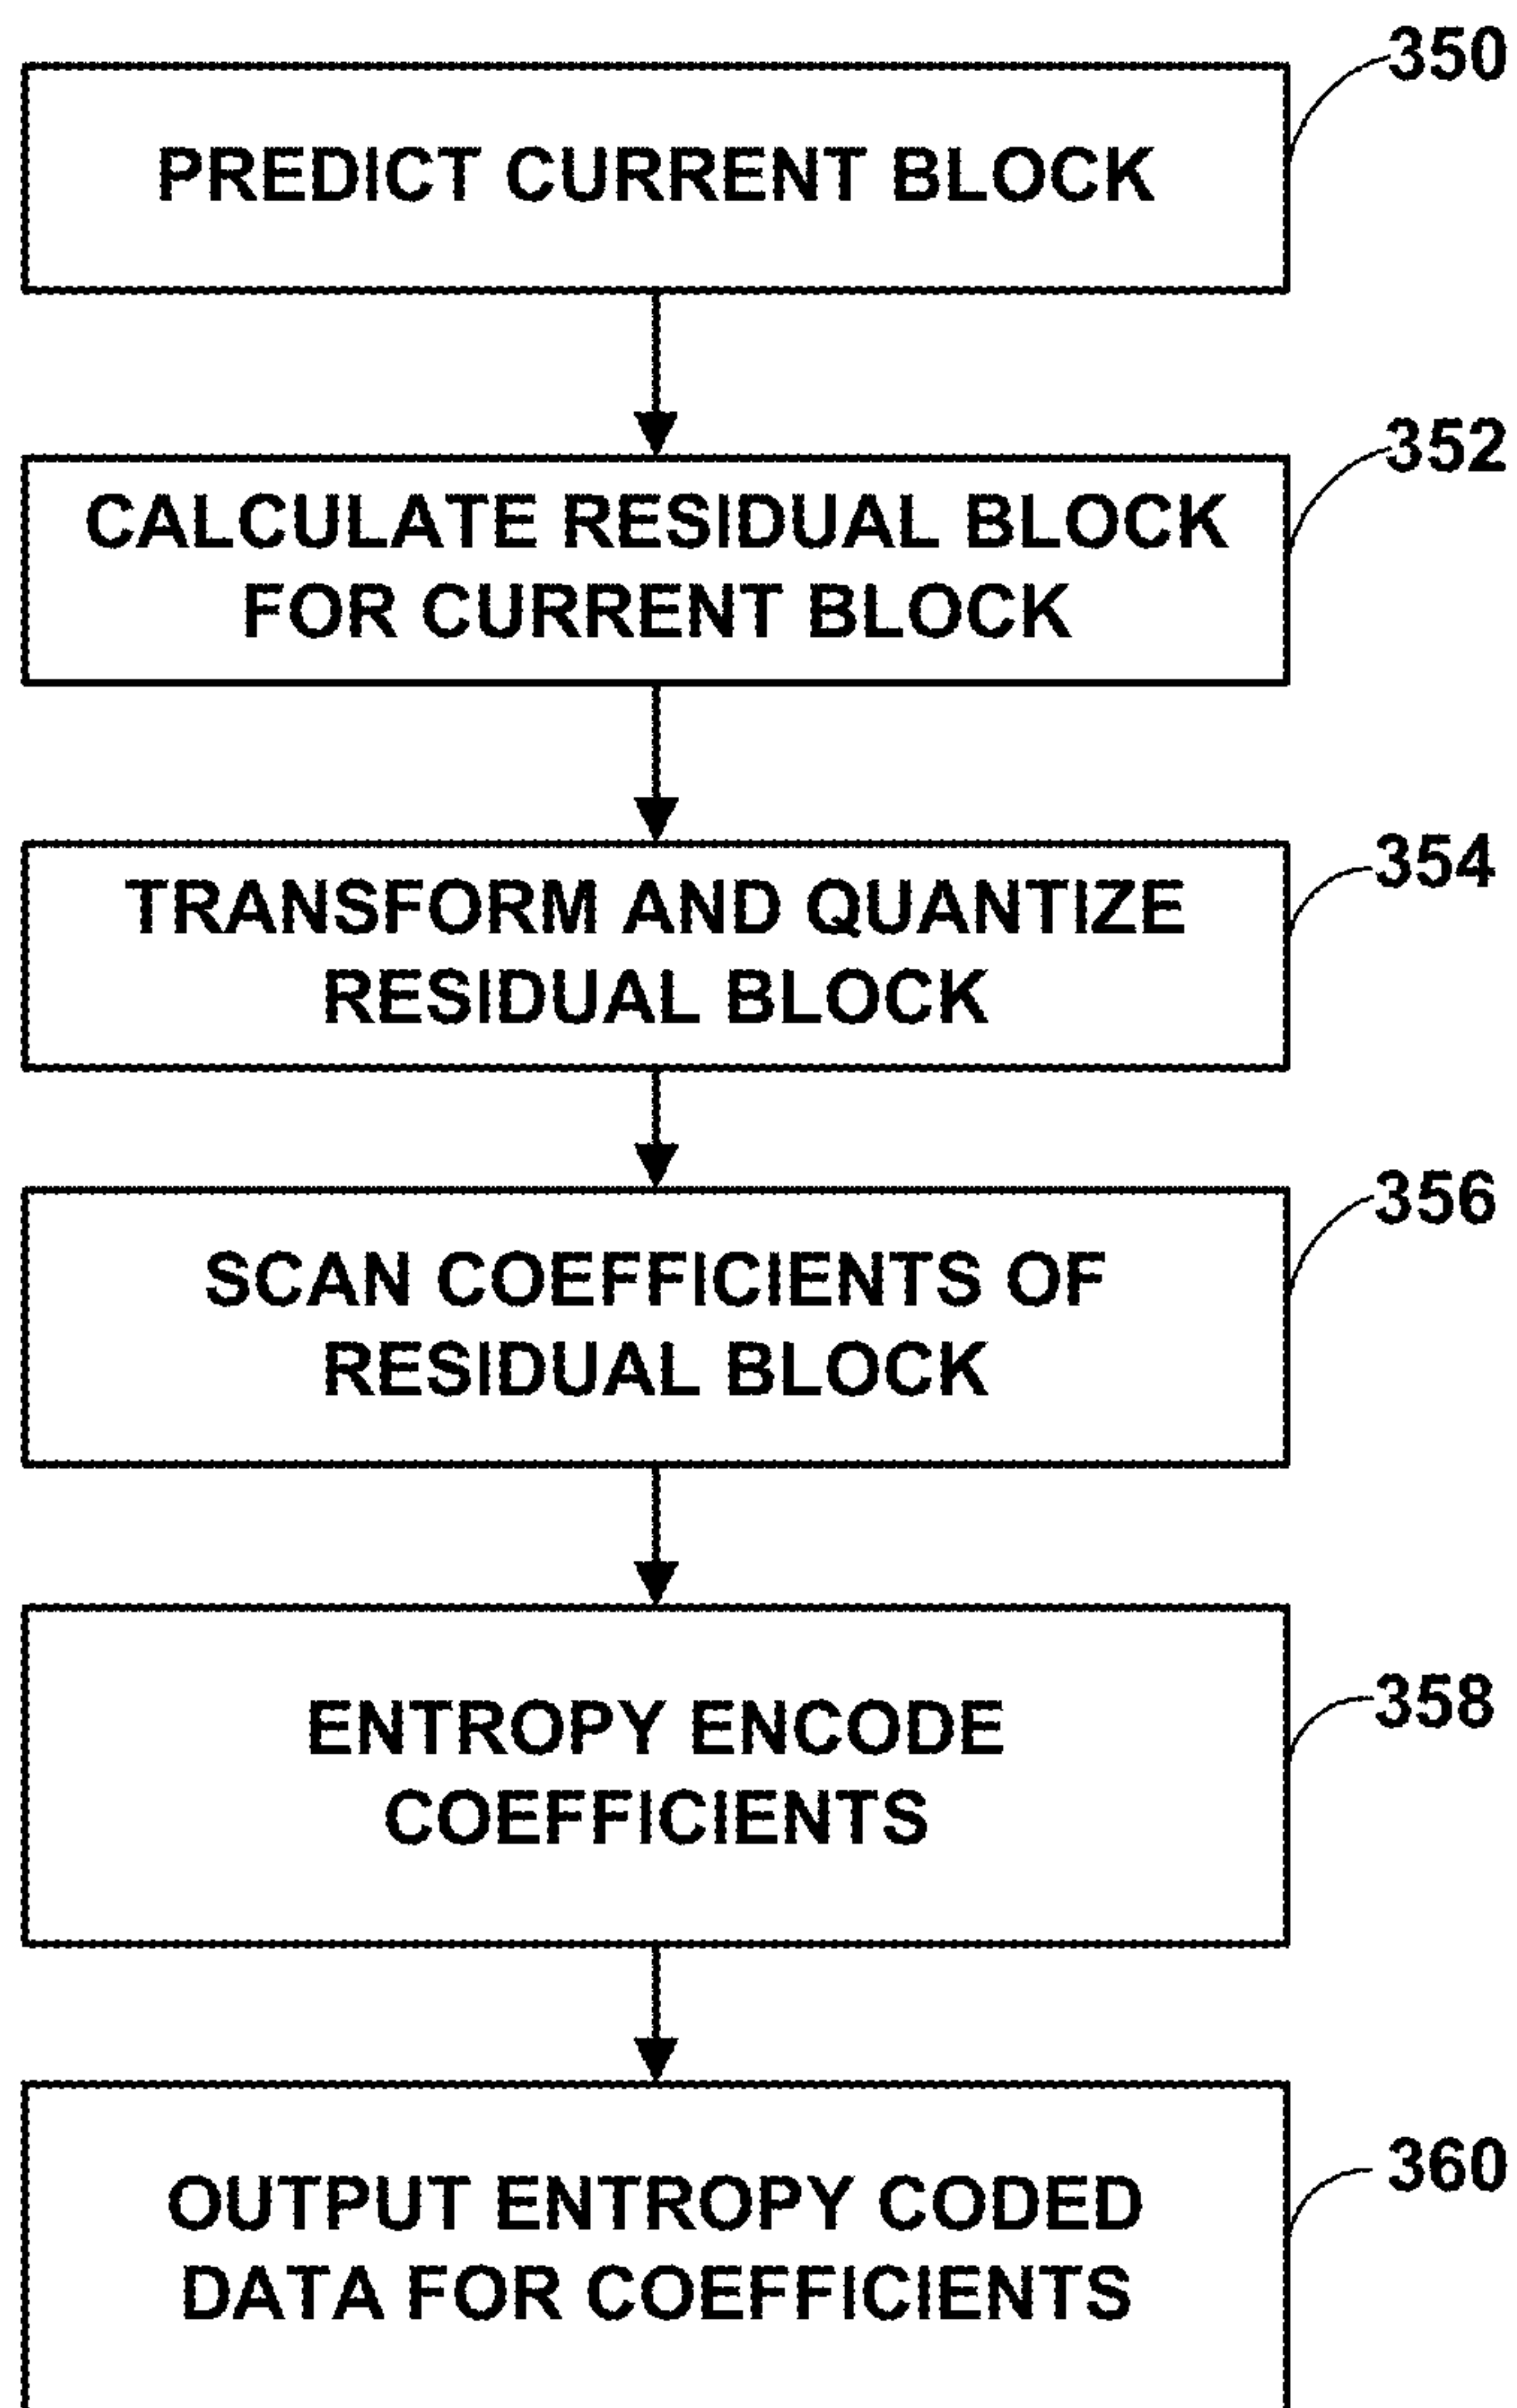 350
PREDICT CURRENT BLOCK
352
CALCULATE RESIDUAL BLOCK
FOR CURRENT BLOCK
354
TRANSFORM AND QUANTIZE
RESIDUAL BLOCK
356
SCAN COEFFICIENTS OF
RESIDUAL BLOCK
358
ENTROPY ENCODE
COEFFICIENTS
360
OUTPUT ENTROPY CODED
DATA FOR COEFFICIENTS